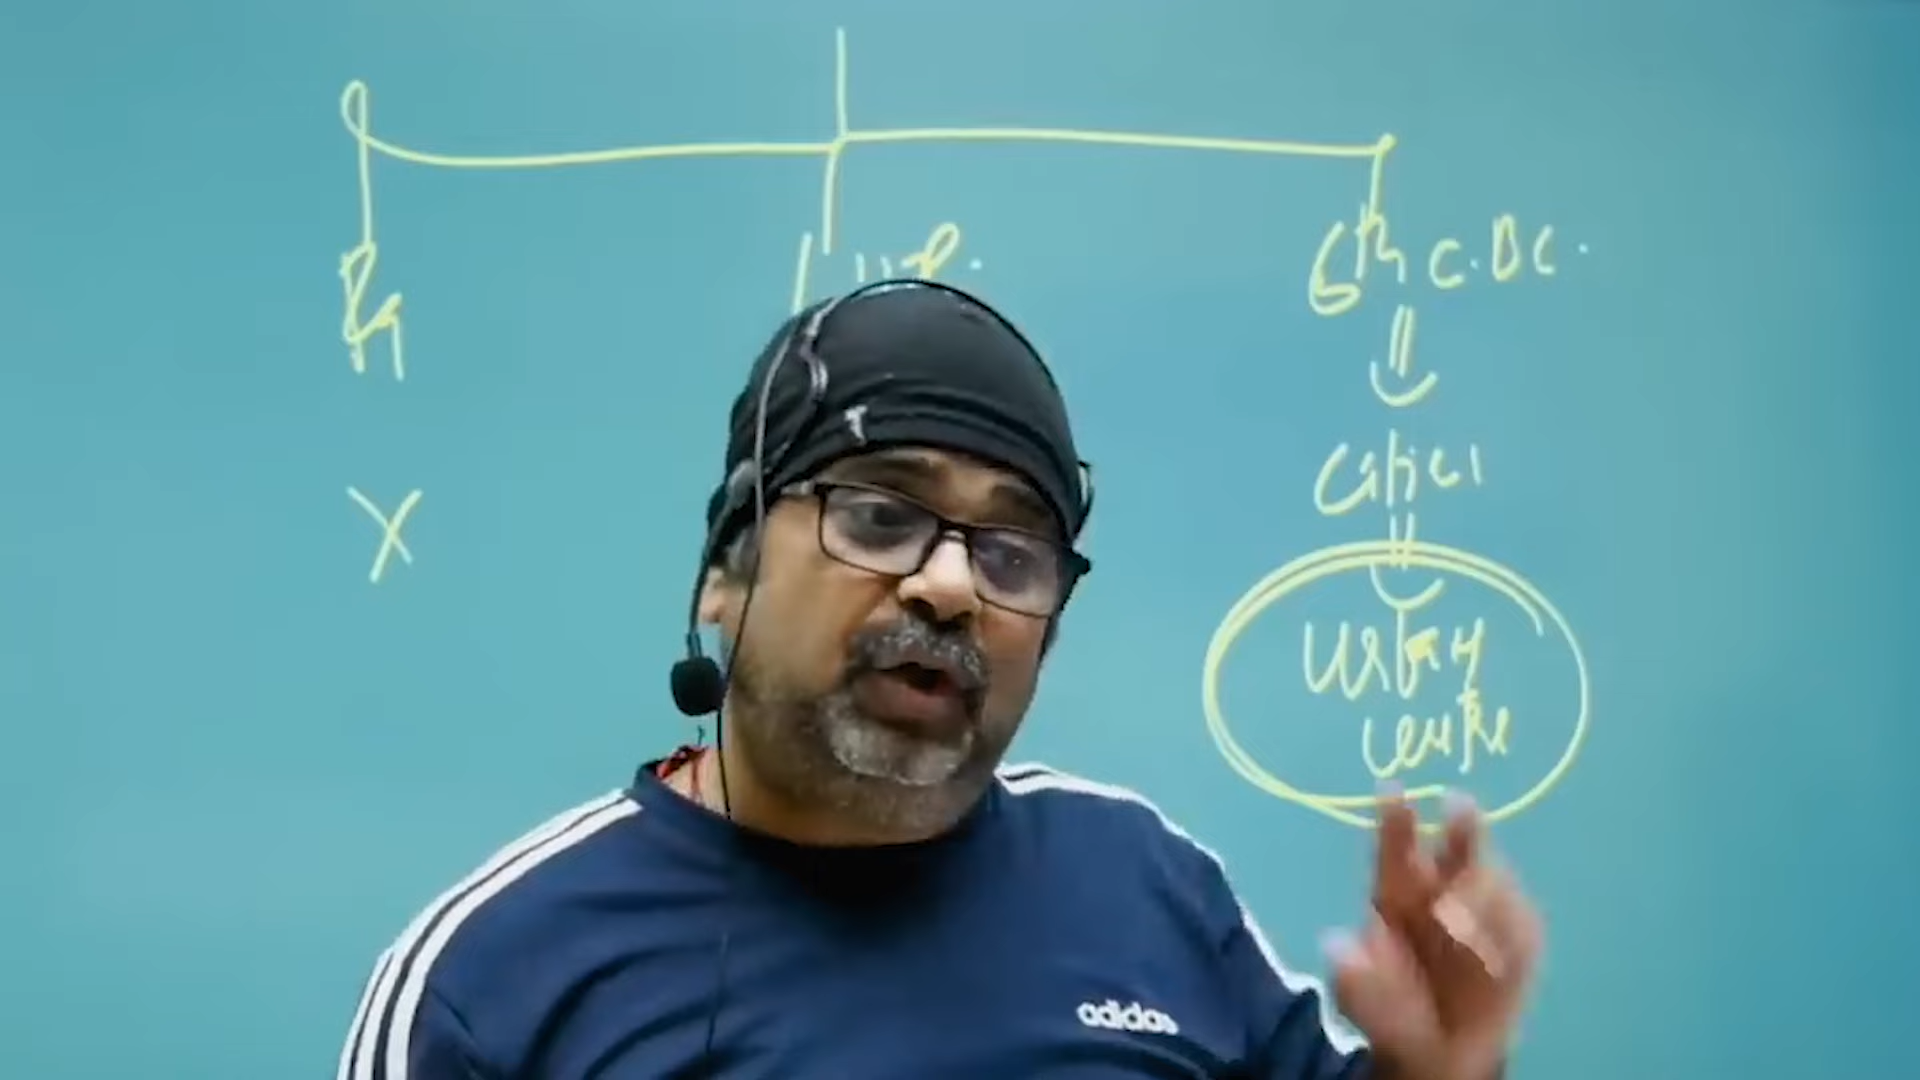 6th C. BC.
Cities
Urban
Centre
X
adidas